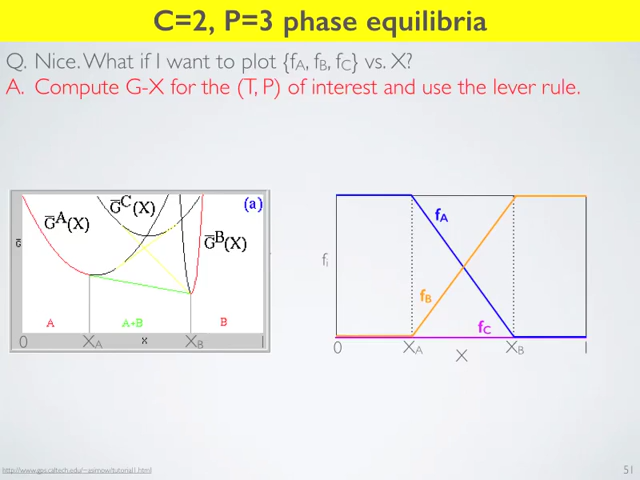 C=2, P=3 phase equilibria
Q. Nice. What if I want to plot {fA, fB, fC} vs. X?
A. Compute G-X for the (T, P) of interest and use the lever rule.
G̅A(X)
G̅C(X)
(a)
G̅B(X)
G̅
A
A+B
B
0
XA
X
XB
1
fA
fi
fB
fC
0
XA
X
XB
1
http://www.gps.caltech.edu/~asimow/tutorial1.html
51